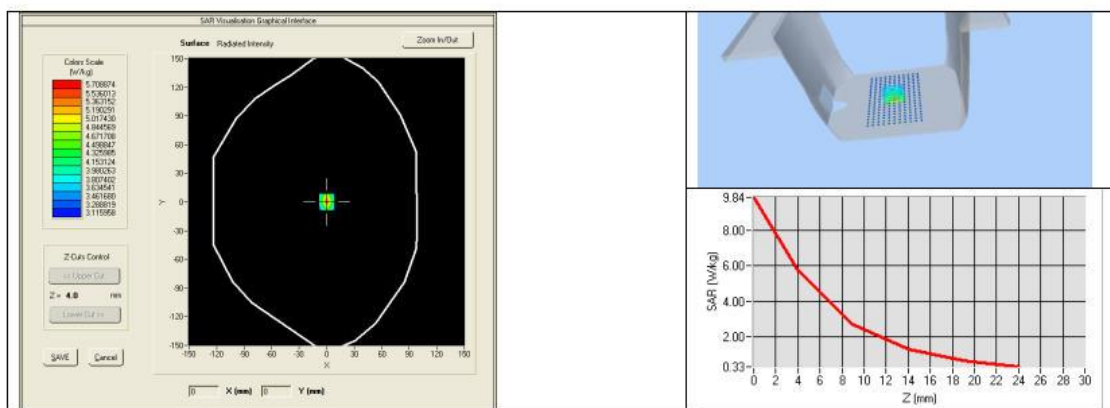 SAR Visualisation Graphical Interface
Surface Radiated Intensity
Zoom In/Out
Colors Scale
(W/kg)
5.708874
5.536013
5.363152
5.190291
5.017430
4.844569
4.671708
4.498847
4.325985
4.153124
3.980263
3.807402
3.634541
3.461680
3.288819
3.115958
150
120
90
60
30
0
-30
-60
-90
-120
-150
Y
-150 -120 -90 -60 -30 0 30 60 90 120 150
X
Z-Cuts Control
<< Upper Cut
Z = 4.0 mm
Lower Cut >>
SAVE Cancel
0 X (mm) 0 Y (mm)
9.84
8.00
6.00
4.00
2.00
0.33
SAR (W/kg)
0 2 4 6 8 10 12 14 16 18 20 22 24 26 28 30
Z (mm)